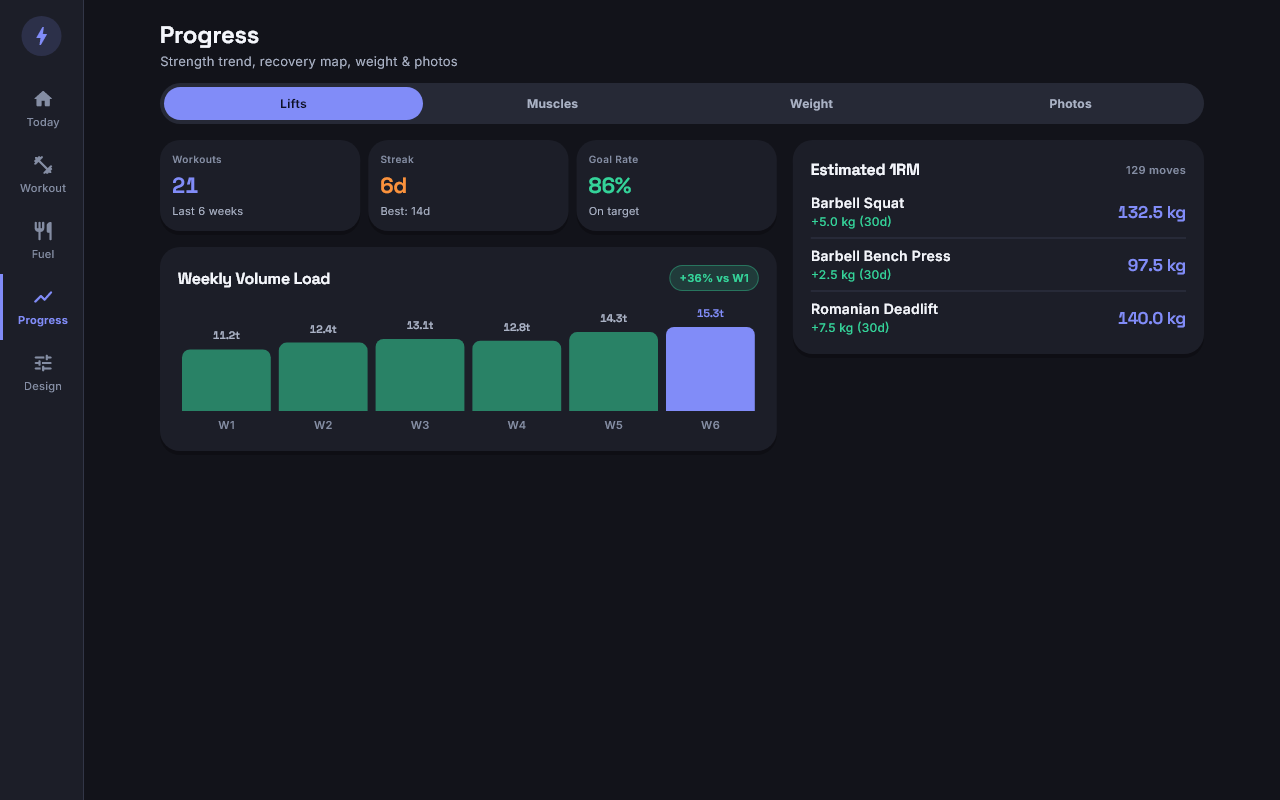 Today
Workout
Fuel
Progress
Design
Progress
Strength trend, recovery map, weight & photos
Lifts
Muscles
Weight
Photos
Workouts
21
Last 6 weeks
Streak
6d
Best: 14d
Goal Rate
86%
On target
Weekly Volume Load
+36% vs W1
11.2t
12.4t
13.1t
12.8t
14.3t
15.3t
W1
W2
W3
W4
W5
W6
Estimated 1RM
129 moves
Barbell Squat
+5.0 kg (30d)
132.5 kg
Barbell Bench Press
+2.5 kg (30d)
97.5 kg
Romanian Deadlift
+7.5 kg (30d)
140.0 kg